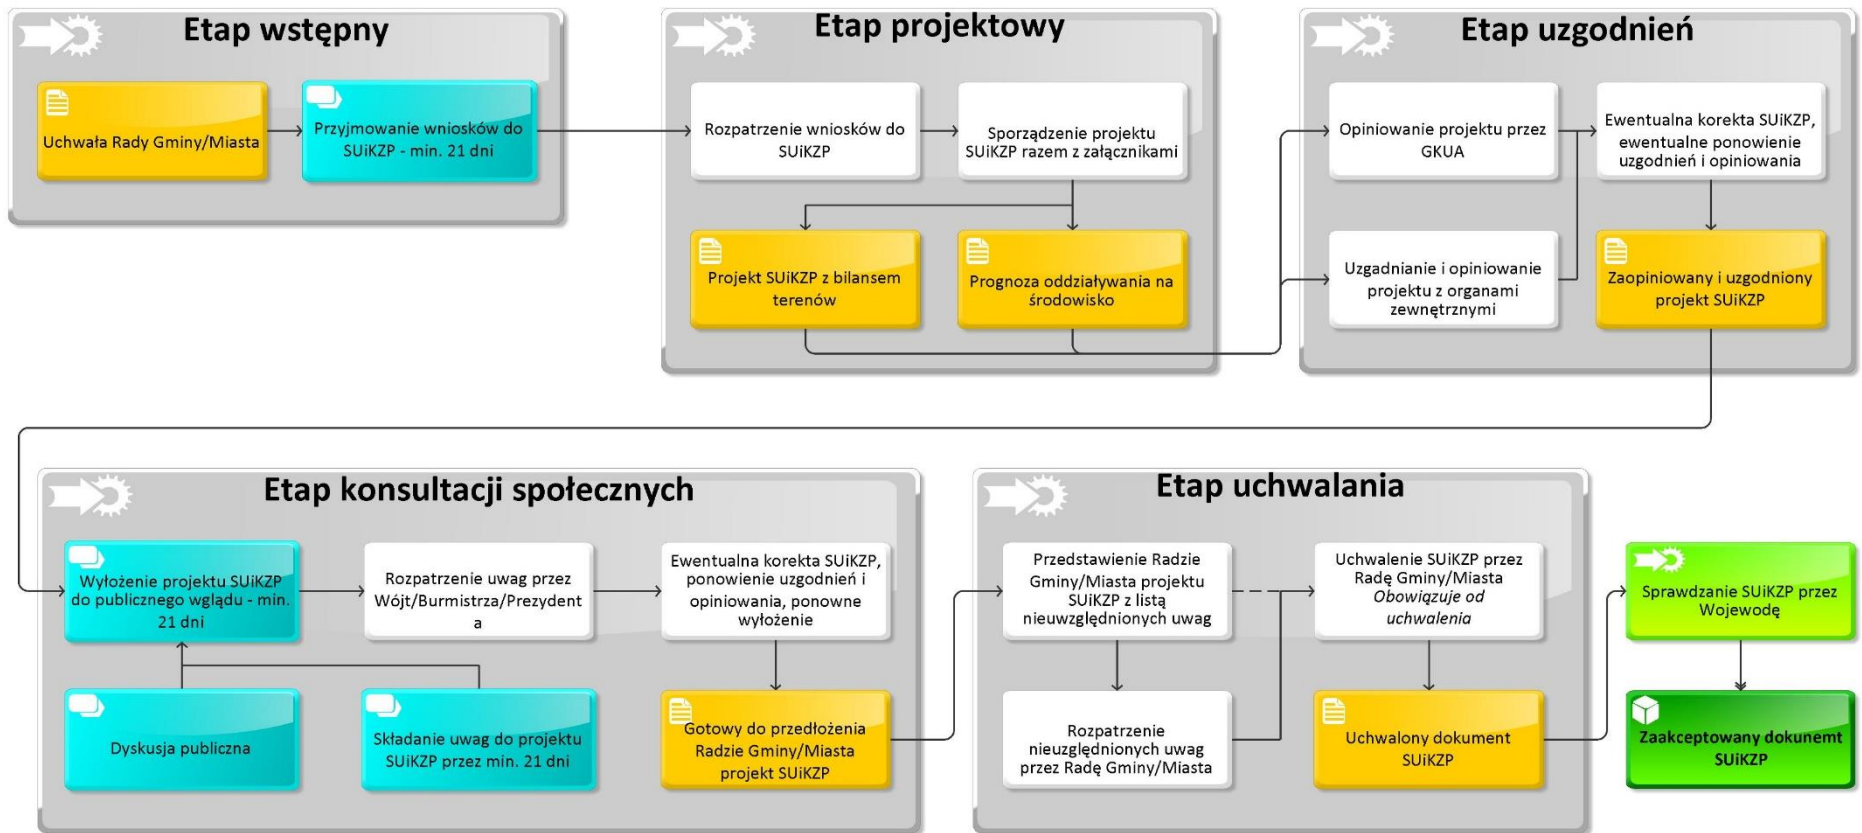 Etap wstępny
Uchwała Rady Gminy/Miasta
Przyjmowanie wniosków do
SUiKZP - min. 21 dni
Etap projektowy
Rozpatrzenie wniosków do
SUiKZP
Sporządzenie projektu
SUiKZP razem z załącznikami
Projekt SUiKZP z bilansem
terenów
Prognoza oddziaływania na
środowisko
Etap uzgodnień
Opiniowanie projektu przez
GKUA
Ewentualna korekta SUiKZP,
ewentualne ponowienie
uzgodnień i opiniowania
Uzgadnianie i opiniowanie
projektu z organami
zewnętrznymi
Zaopiniowany i uzgodniony
projekt SUiKZP
Etap konsultacji społecznych
Wyłożenie projektu SUiKZP
do publicznego wglądu - min.
21 dni
Rozpatrzenie uwag przez
Wójt/Burmistrza/Prezydent
a
Ewentualna korekta SUiKZP,
ponowienie uzgodnień i
opiniowania, ponowne
wyłożenie
Dyskusja publiczna
Składanie uwag do projektu
SUiKZP przez min. 21 dni
Gotowy do przedłożenia
Radzie Gminy/Miasta
projekt SUiKZP
Etap uchwalania
Przedstawienie Radzie
Gminy/Miasta projektu
SUiKZP z listą
nieuwzględnionych uwag
Uchwalenie SUiKZP przez
Radę Gminy/Miasta
Obowiązuje od
uchwalenia
Rozpatrzenie
nieuzględnionych uwag
przez Radę Gminy/Miasta
Uchwalony dokument
SUiKZP
Sprawdzanie SUiKZP przez
Wojewodę
Zaakceptowany dokunemt
SUiKZP